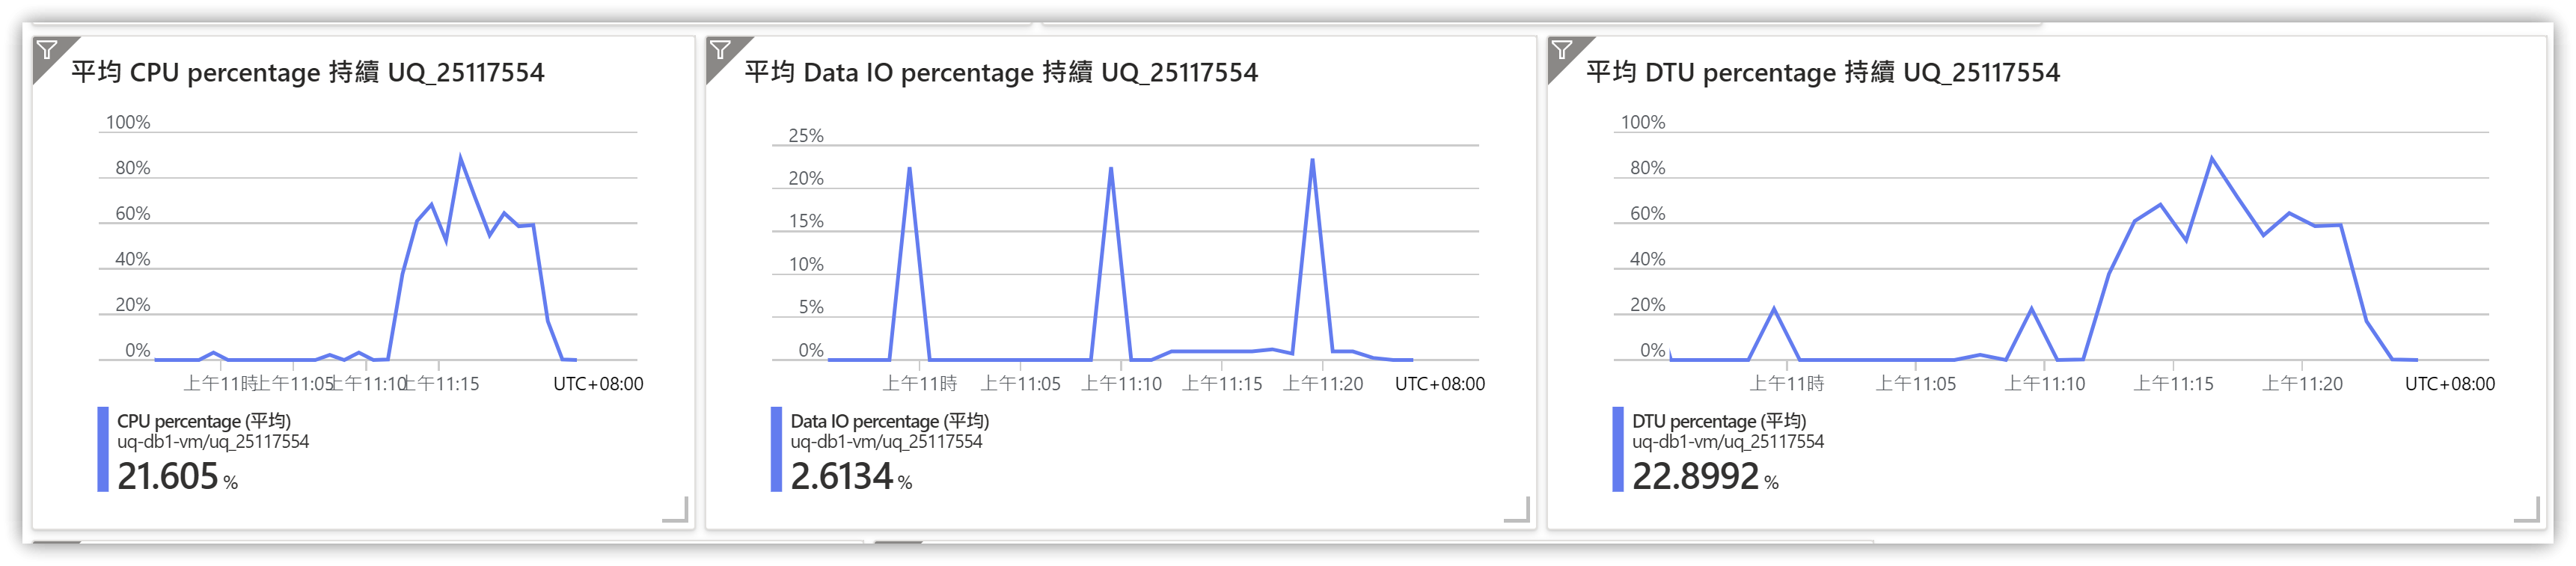 平均 CPU percentage 持續 UQ_25117554
100%
80%
60%
40%
20%
0%
上午11時
上午11:05
上午11:10
上午11:15
UTC+08:00
CPU percentage (平均)
uq-db1-vm/uq_25117554
21.605 %
平均 Data IO percentage 持續 UQ_25117554
25%
20%
15%
10%
5%
0%
上午11時
上午11:05
上午11:10
上午11:15
上午11:20
UTC+08:00
Data IO percentage (平均)
uq-db1-vm/uq_25117554
2.6134 %
平均 DTU percentage 持續 UQ_25117554
100%
80%
60%
40%
20%
0%
上午11時
上午11:05
上午11:10
上午11:15
上午11:20
UTC+08:00
DTU percentage (平均)
uq-db1-vm/uq_25117554
22.8992 %